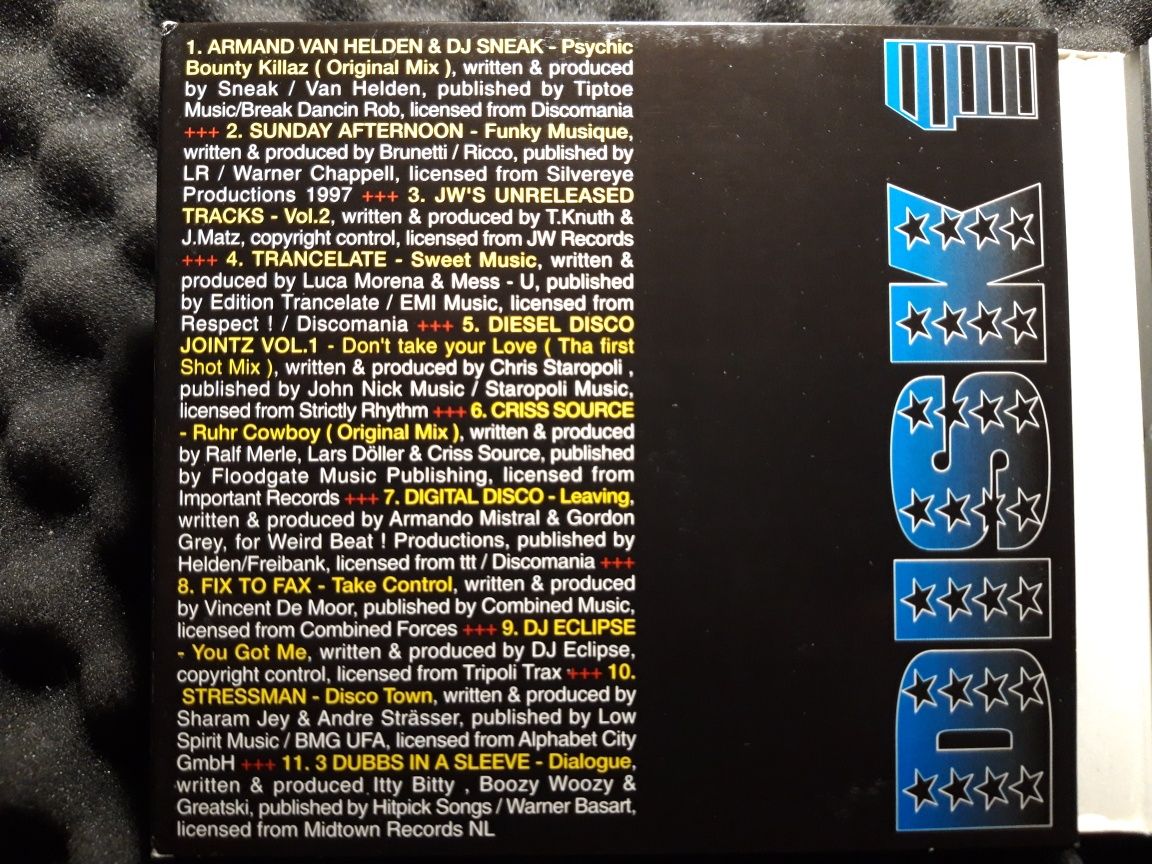 1. ARMAND VAN HELDEN & DJ SNEAK - Psychic
Bounty Killaz ( Original Mix ), written & produced
by Sneak / Van Helden, published by Tiptoe
Music/Break Dancin Rob, licensed from Discomania
+++ 2. SUNDAY AFTERNOON - Funky Musique,
written & produced by Brunetti / Ricco, published by
LR / Warner Chappell, licensed from Silvereye
Productions 1997 +++ 3. JW'S UNRELEASED
TRACKS - Vol.2, written & produced by T.Knuth &
J.Matz, copyright control, licensed from JW Records
+++ 4. TRANCELATE - Sweet Music, written &
produced by Luca Morena & Mess - U, published
by Edition Trancelate / EMI Music, licensed from
Respect ! / Discomania +++ 5. DIESEL DISCO
JOINTZ VOL.1 - Don't take your Love ( Tha first
Shot Mix ), written & produced by Chris Staropoli ,
published by John Nick Music / Staropoli Music,
licensed from Strictly Rhythm +++ 6. CRISS SOURCE
- Ruhr Cowboy ( Original Mix ), written & produced
by Ralf Merle, Lars Döller & Criss Source, published
by Floodgate Music Publishing, licensed from
Important Records +++ 7. DIGITAL DISCO - Leaving,
written & produced by Armando Mistral & Gordon
Grey, for Weird Beat ! Productions, published by
Helden/Freibank, licensed from ttt / Discomania +++
8. FIX TO FAX - Take Control, written & produced
by Vincent De Moor, published by Combined Music,
licensed from Combined Forces +++ 9. DJ ECLIPSE
- You Got Me, written & produced by DJ Eclipse,
copyright control, licensed from Tripoli Trax +++ 10.
STRESSMAN - Disco Town, written & produced by
Sharam Jey & Andre Strässer, published by Low
Spirit Music / BMG UFA, licensed from Alphabet City
GmbH +++ 11. 3 DUBBS IN A SLEEVE - Dialogue,
written & produced Itty Bitty , Boozy Woozy &
Greatski, published by Hitpick Songs / Warner Basart,
licensed from Midtown Records NL
DISK 1